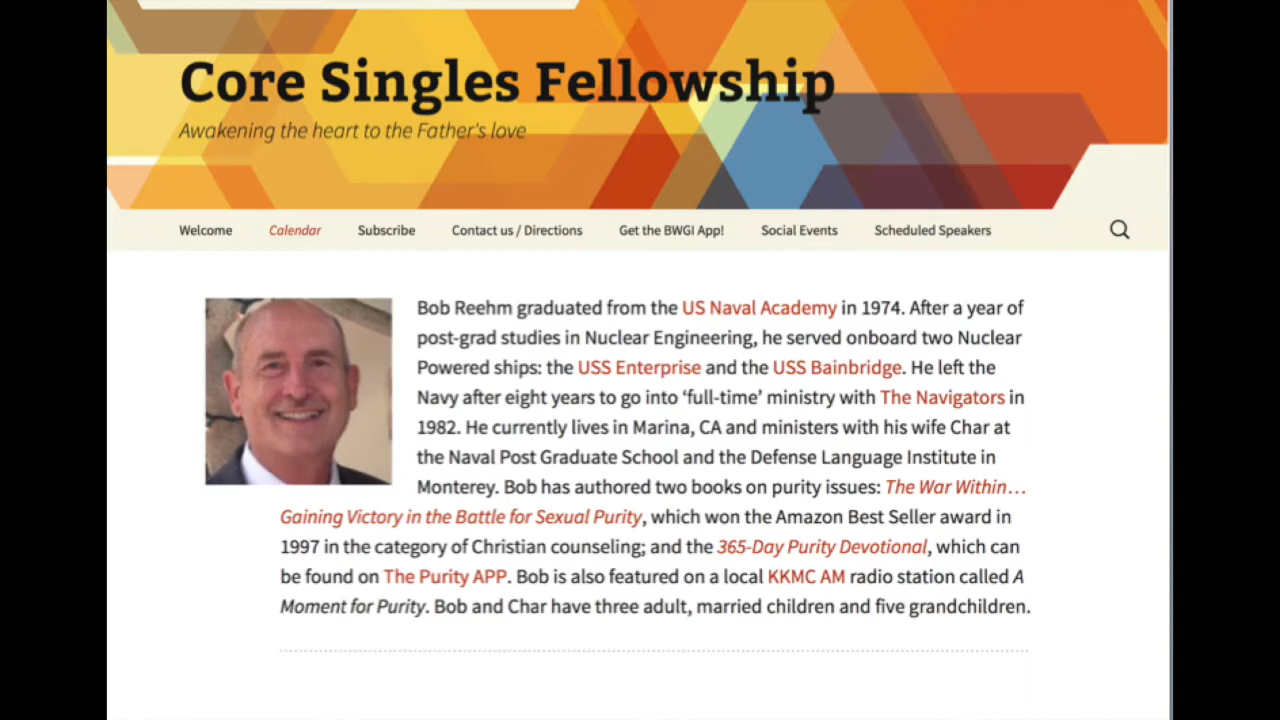 Core Singles Fellowship
Awakening the heart to the Father's love
Welcome Calendar Subscribe Contact us / Directions Get the BWGI App! Social Events Scheduled Speakers
Bob Reehm graduated from the US Naval Academy in 1974. After a year of
post-grad studies in Nuclear Engineering, he served onboard two Nuclear
Powered ships: the USS Enterprise and the USS Bainbridge. He left the
Navy after eight years to go into ‘full-time’ ministry with The Navigators in
1982. He currently lives in Marina, CA and ministers with his wife Char at
the Naval Post Graduate School and the Defense Language Institute in
Monterey. Bob has authored two books on purity issues: The War Within…
Gaining Victory in the Battle for Sexual Purity, which won the Amazon Best Seller award in
1997 in the category of Christian counseling; and the 365-Day Purity Devotional, which can
be found on The Purity APP. Bob is also featured on a local KKMC AM radio station called A
Moment for Purity. Bob and Char have three adult, married children and five grandchildren.